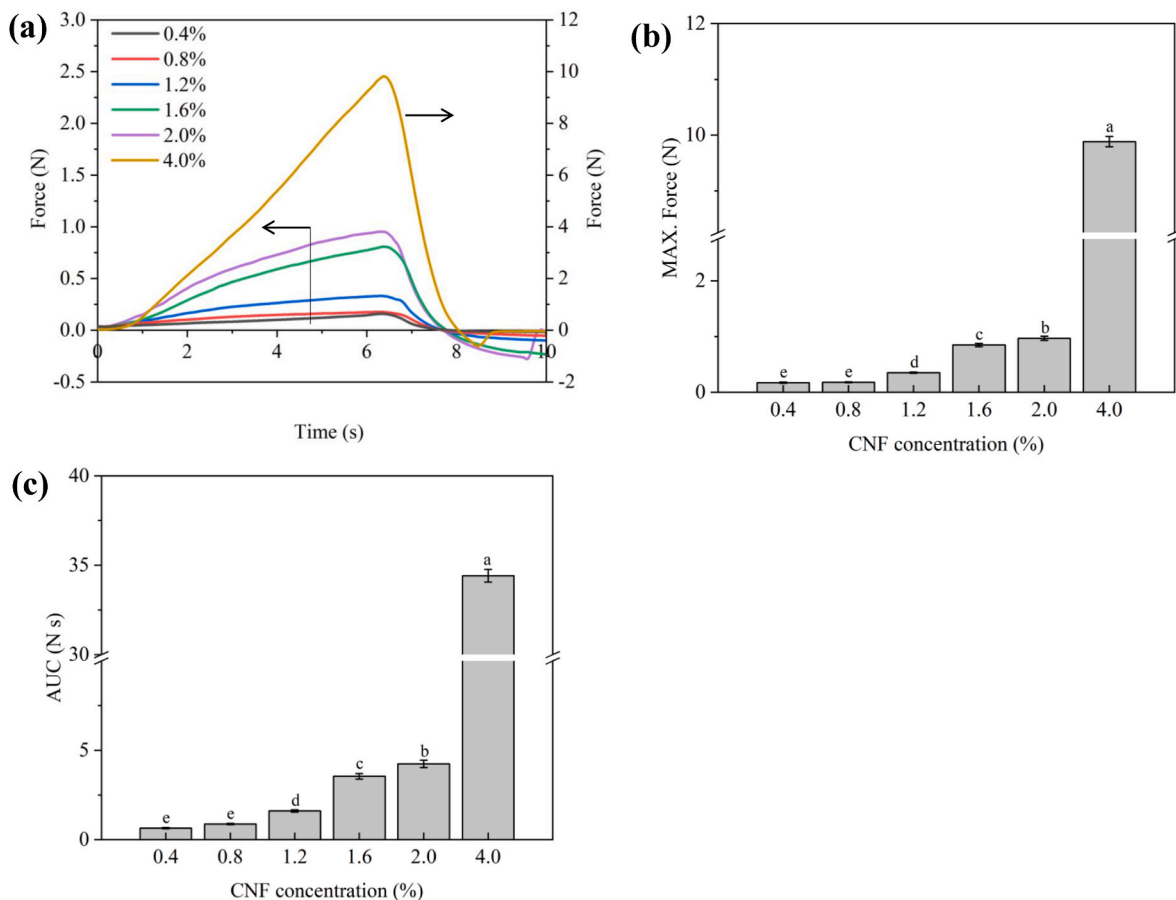 (a)
3.0
2.5
2.0
1.5
1.0
0.5
0.0
-0.5
Force (N)
0.4%
0.8%
1.2%
1.6%
2.0%
4.0%
12
10
8
6
4
2
0
-2
Force (N)
0 2 4 6 8 10
Time (s)
(b)
12
10
2
1
0
MAX. Force (N)
e e d c b a
0.4 0.8 1.2 1.6 2.0 4.0
CNF concentration (%)
(c)
40
35
30
5
0
AUC (N s)
e e d c b a
0.4 0.8 1.2 1.6 2.0 4.0
CNF concentration (%)